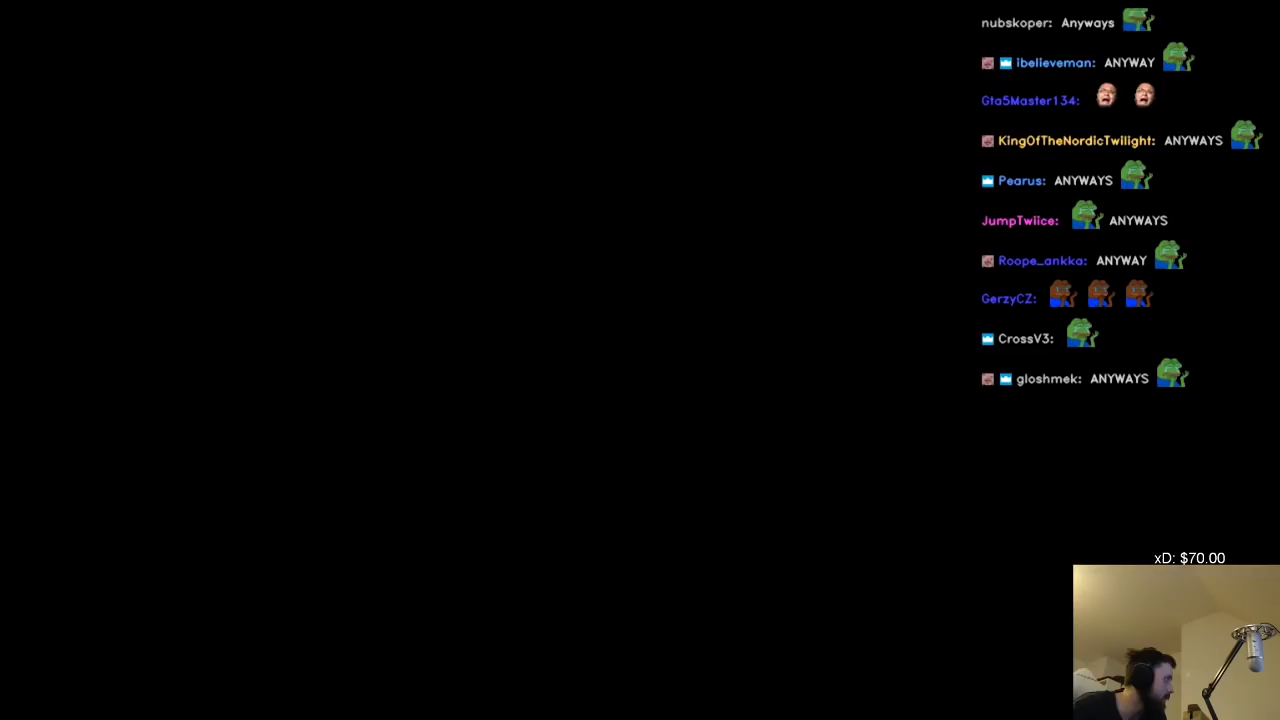 nubskoper: Anyways
ibelieveman: ANYWAY
Gta5Master134:
KingOfTheNordicTwilight: ANYWAYS
Pearus: ANYWAYS
JumpTwiice: ANYWAYS
Roope_ankka: ANYWAY
GerzyCZ:
CrossV3:
gloshmek: ANYWAYS
xD: $70.00